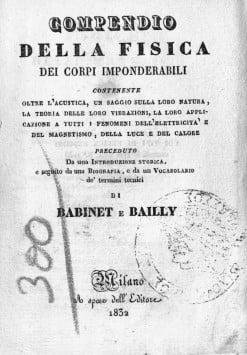 COMPENDIO
DELLA FISICA
DEI CORPI IMPONDERABILI
CONTENENTE
OLTRE L'ACUSTICA, UN SAGGIO SULLA LORO NATURA,
LA TEORIA DELLE LORO VIBRAZIONI, LA LORO APPLI-
CAZIONE A TUTTI I FENOMENI DELL'ELETTRICITA' E
DEL MAGNETISMO, DELLA LUCE E DEL CALORE
PRECEDUTO
Da una INTRODUZIONE STORICA,
e seguito da una BIOGRAFIA, e da un VOCABOLARIO
de' termini tecnici
DI
BABINET E BAILLY
300
Milano
A spese dell'Editore
1832